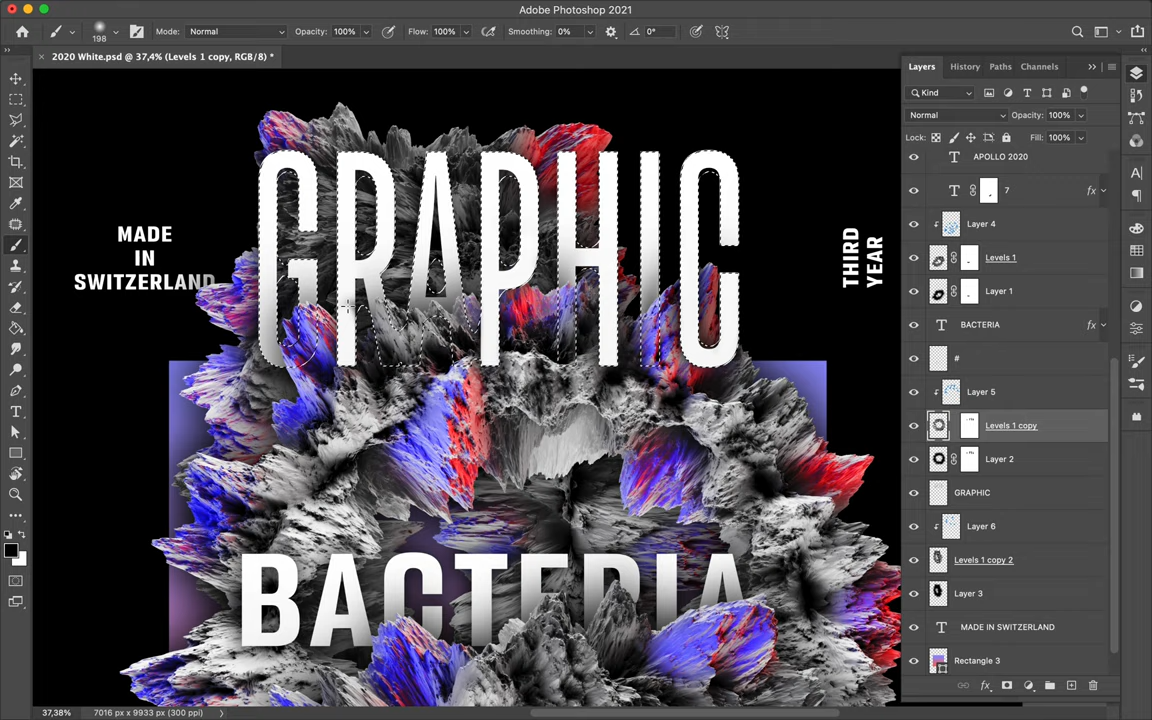 Adobe Photoshop 2021
198
Mode: Normal Opacity: 100% Flow: 100% Smoothing: 0% 0°
2020 White.psd @ 37,4% (Levels 1 copy, RGB/8) *
GRAPHIC
MADE
IN
SWITZERLAND
THIRD
YEAR
BACTERIA
Layers History Paths Channels
Kind
Normal Opacity: 100%
Lock: Fill: 100%
APOLLO 2020
7 fx
Layer 4
Levels 1
Layer 1
BACTERIA fx
#
Layer 5
Levels 1 copy
Layer 2
GRAPHIC
Layer 6
Levels 1 copy 2
Layer 3
MADE IN SWITZERLAND
Rectangle 3
fx
37,38% 7016 px x 9933 px (300 ppi)